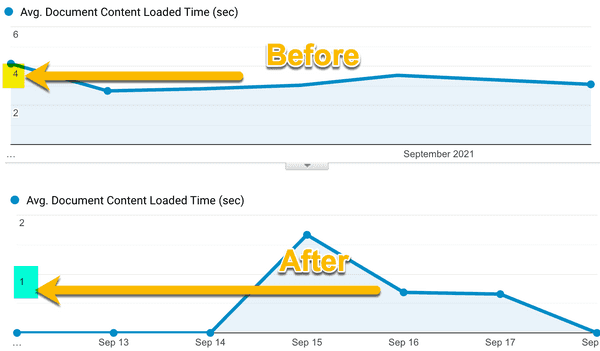 Avg. Document Content Loaded Time (sec)
6
Before
4
2
...
September 2021
Avg. Document Content Loaded Time (sec)
2
After
1
...
Sep 13
Sep 14
Sep 15
Sep 16
Sep 17
Sep